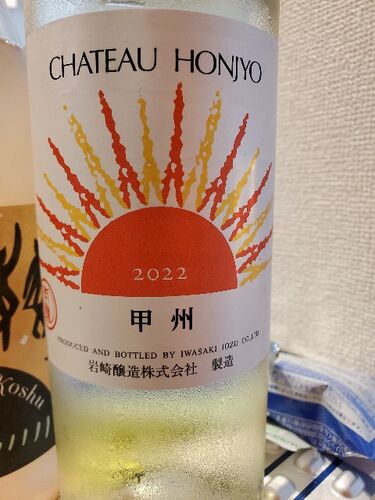 CHATEAU HONJYO
2022
甲州
PRODUCED AND BOTTLED BY IWASAKI JOZO CO.,LTD.
岩崎醸造株式会社 製造
Koshu